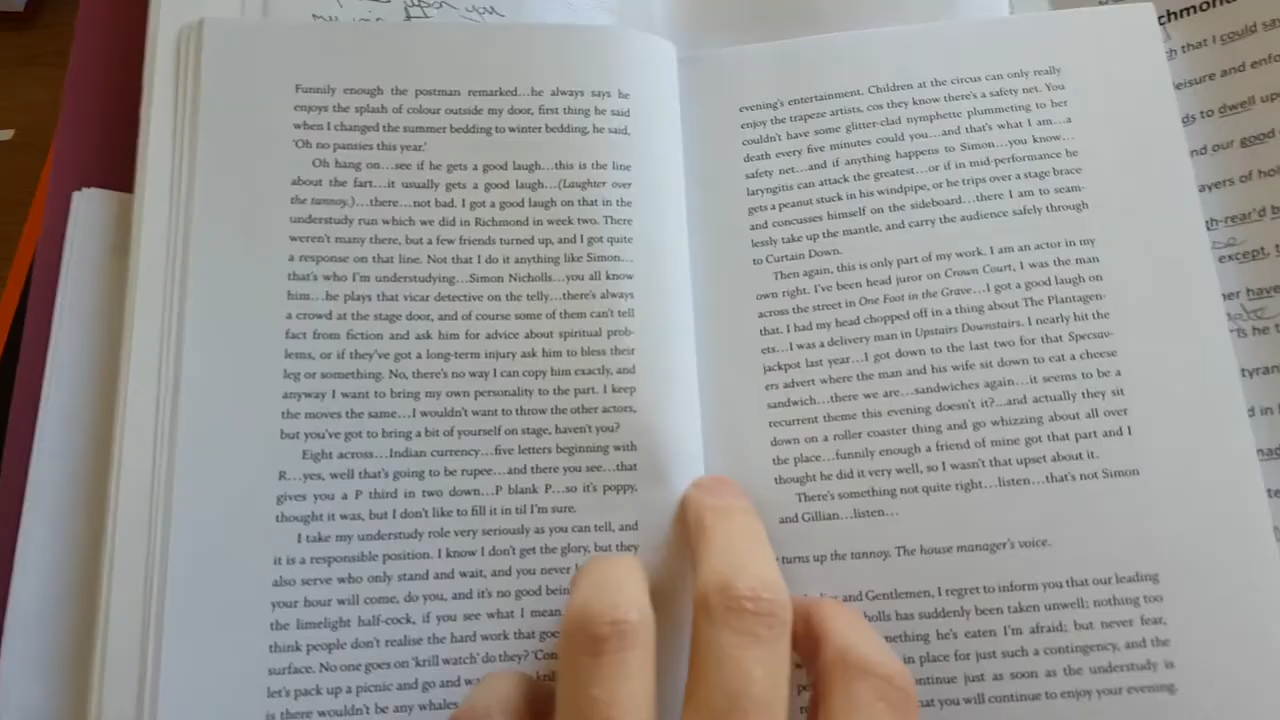 upon you
Funnily enough the postman remarked...he always says he
enjoys the splash of colour outside my door, first thing he said
when I changed the summer bedding to winter bedding, he said,
'Oh no pansies this year.'
Oh hang on...see if he gets a good laugh...this is the line
about the fart...it usually gets a good laugh...(Laughter over
the tannoy.)...there...not bad. I got a good laugh on that in the
understudy run which we did in Richmond in week two. There
weren't many there, but a few friends turned up, and I got quite
a response on that line. Not that I do it anything like Simon...
that's who I'm understudying...Simon Nicholls...you all know
him...he plays that vicar detective on the telly...there's always
a crowd at the stage door, and of course some of them can't tell
fact from fiction and ask him for advice about spiritual prob-
lems, or if they've got a long-term injury ask him to bless their
leg or something. No, there's no way I can copy him exactly, and
anyway I want to bring my own personality to the part. I keep
the moves the same...I wouldn't want to throw the other actors,
but you've got to bring a bit of yourself on stage, haven't you?
Eight across...Indian currency...five letters beginning with
R...yes, well that's going to be rupee...and there you see...that
gives you a P third in two down...P blank P...so it's poppy,
thought it was, but I don't like to fill it in til I'm sure.
I take my understudy role very seriously as you can tell, and
it is a responsible position. I know I don't get the glory, but they
also serve who only stand and wait, and you never
your hour will come, do you, and it's no good
the limelight half-cock, if you see what I mean
think people don't realise the hard work that
surface. No one goes on 'krill watch' do they?
let's pack up a picnic and go and
is there wouldn't be any whales
evening's entertainment. Children at the circus can only really
enjoy the trapeze artists, cos they know there's a safety net. You
couldn't have some glitter-clad nymphette plummeting to her
death every five minutes could you...and that's what I am...a
safety net...and if anything happens to Simon...you know...
laryngitis can attack the greatest...or if in mid-performance he
gets a peanut stuck in his windpipe, or he trips over a stage brace
and concusses himself on the sideboard...there I am to seam-
lessly take up the mantle, and carry the audience safely through
to Curtain Down.
Then again, this is only part of my work. I am an actor in my
own right. I've been head juror on Crown Court, I was the man
across the street in One Foot in the Grave...I got a good laugh on
that. I had my head chopped off in a thing about The Plantagen-
ets...I was a delivery man in Upstairs Downstairs. I nearly hit the
jackpot last year...I got down to the last two for that Specsav-
ers advert where the man and his wife sit down to eat a cheese
sandwich...there we are...sandwiches again...it seems to be a
recurrent theme this evening doesn't it?...and actually they sit
down on a roller coaster thing and go whizzing about all over
the place...funnily enough a friend of mine got that part and I
thought he did it very well, so I wasn't that upset about it.
There's something not quite right...listen...that's not Simon
and Gillian...listen...
turns up the tannoy. The house manager's voice.
and Gentlemen, I regret to inform you that our leading
has suddenly been taken unwell; nothing too
he's eaten I'm afraid; but never fear,
in place for just such a contingency, and the
just as soon as the understudy is
you will continue to enjoy your evening.
that I could
leisure and
to dwell
our good
except,
have